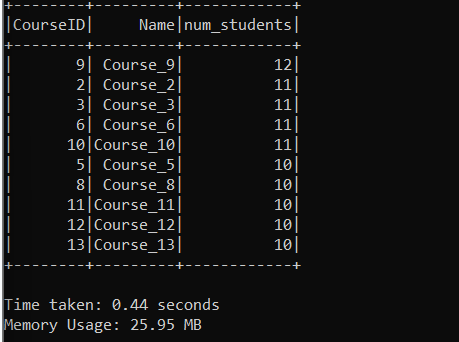 +--------+---------+------------+
|CourseID|     Name|num_students|
+--------+---------+------------+
|       9| Course_9|          12|
|       2| Course_2|          11|
|       3| Course_3|          11|
|       6| Course_6|          11|
|      10|Course_10|          11|
|       5| Course_5|          10|
|       8| Course_8|          10|
|      11|Course_11|          10|
|      12|Course_12|          10|
|      13|Course_13|          10|
+--------+---------+------------+
Time taken: 0.44 seconds
Memory Usage: 25.95 MB